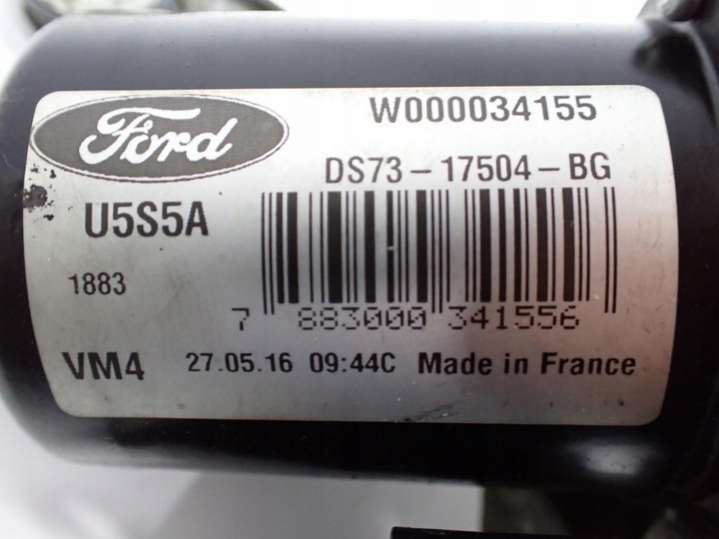 Ford
W000034155
DS73-17504-BG
U5S5A
1883
7 883000 341556
VM4 27.05.16 09:44C Made in France